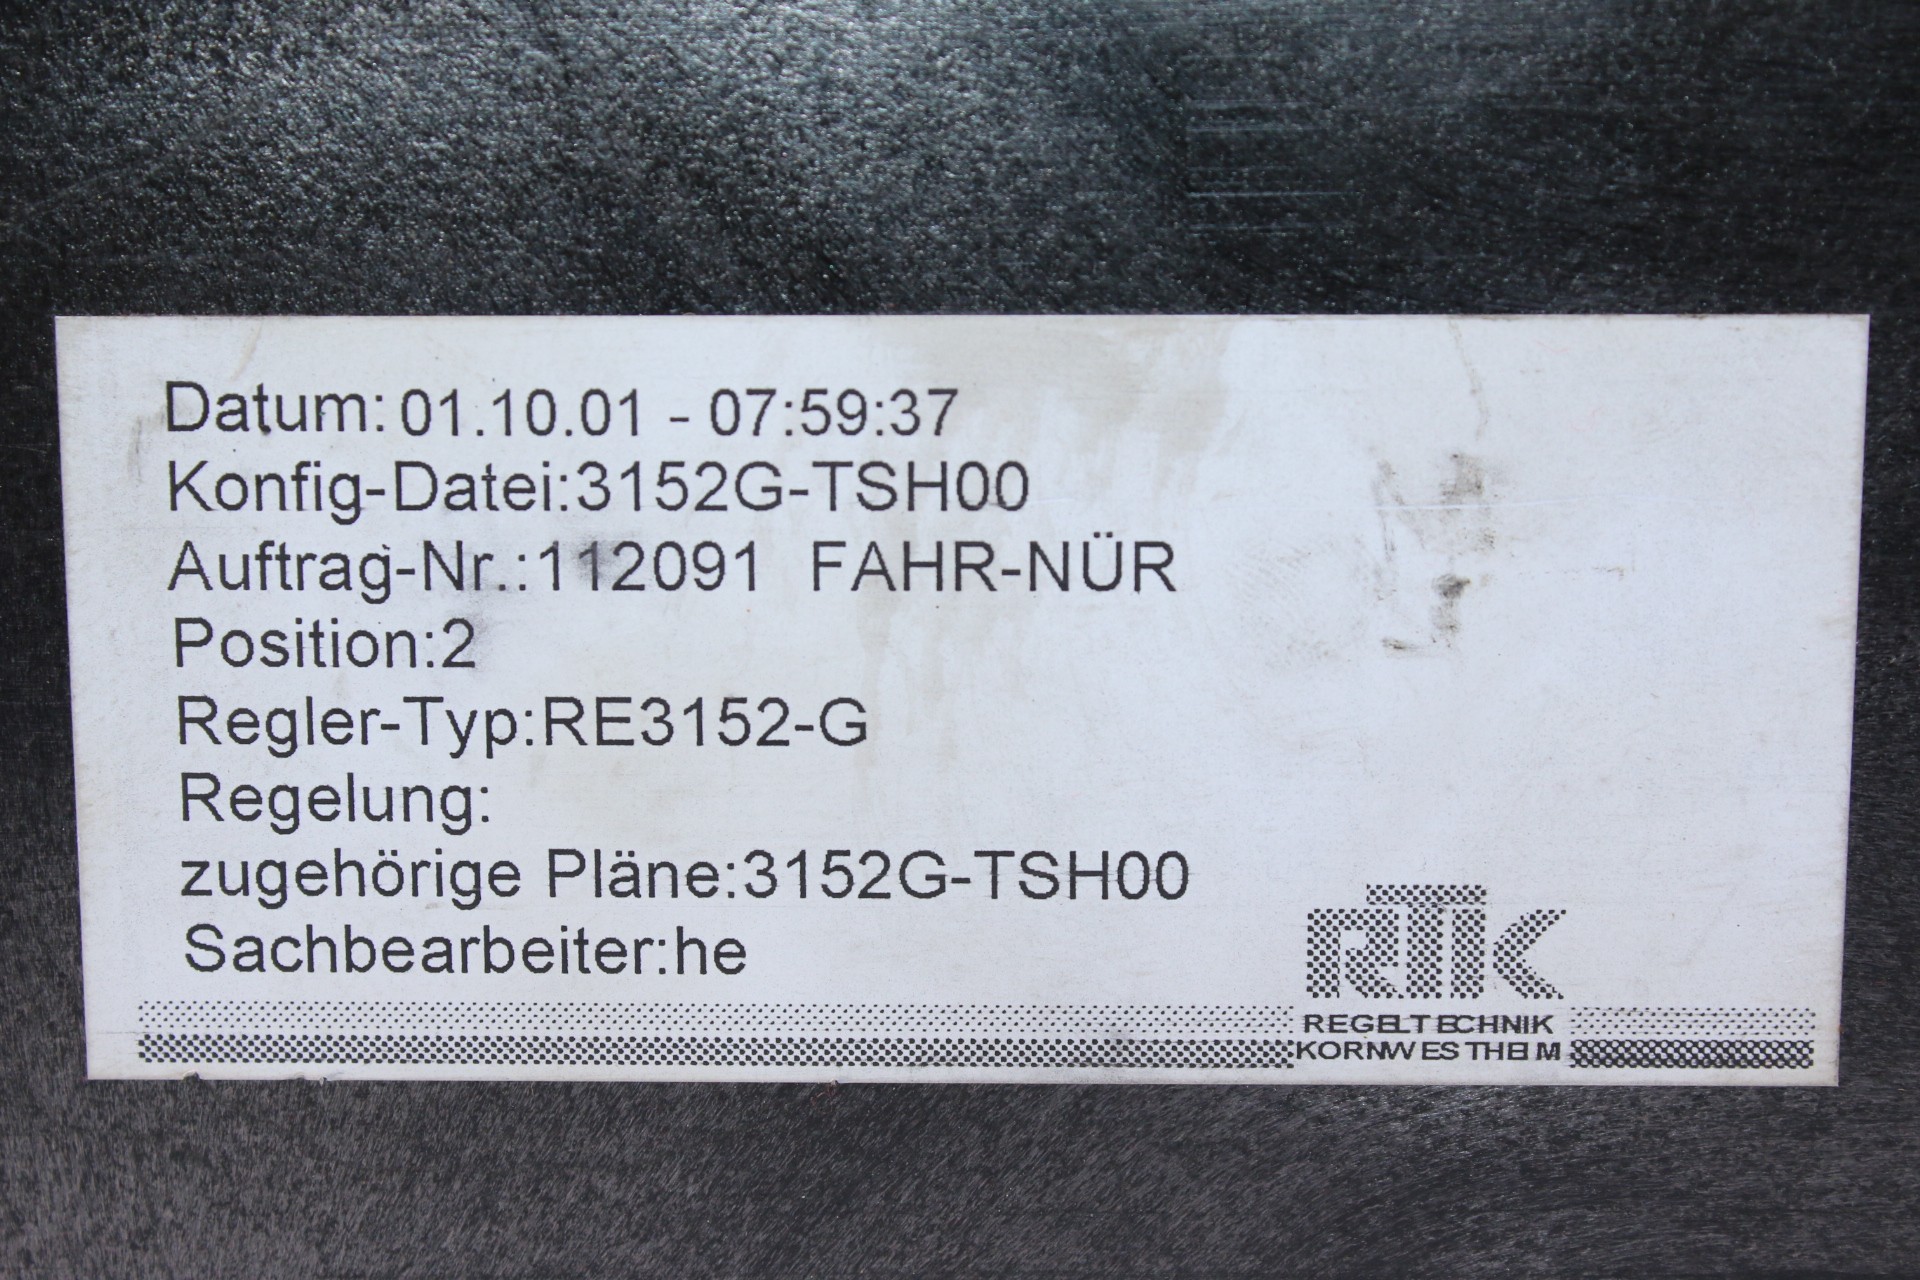 Datum: 01.10.01 - 07:59:37
Konfig-Datei:3152G-TSH00
Auftrag-Nr.:112091 FAHR-NÜR
Position:2
Regler-Typ:RE3152-G
Regelung:
zugehörige Pläne:3152G-TSH00
Sachbearbeiter:he
RTK
REGELTECHNIK
KORNWESTHEIM